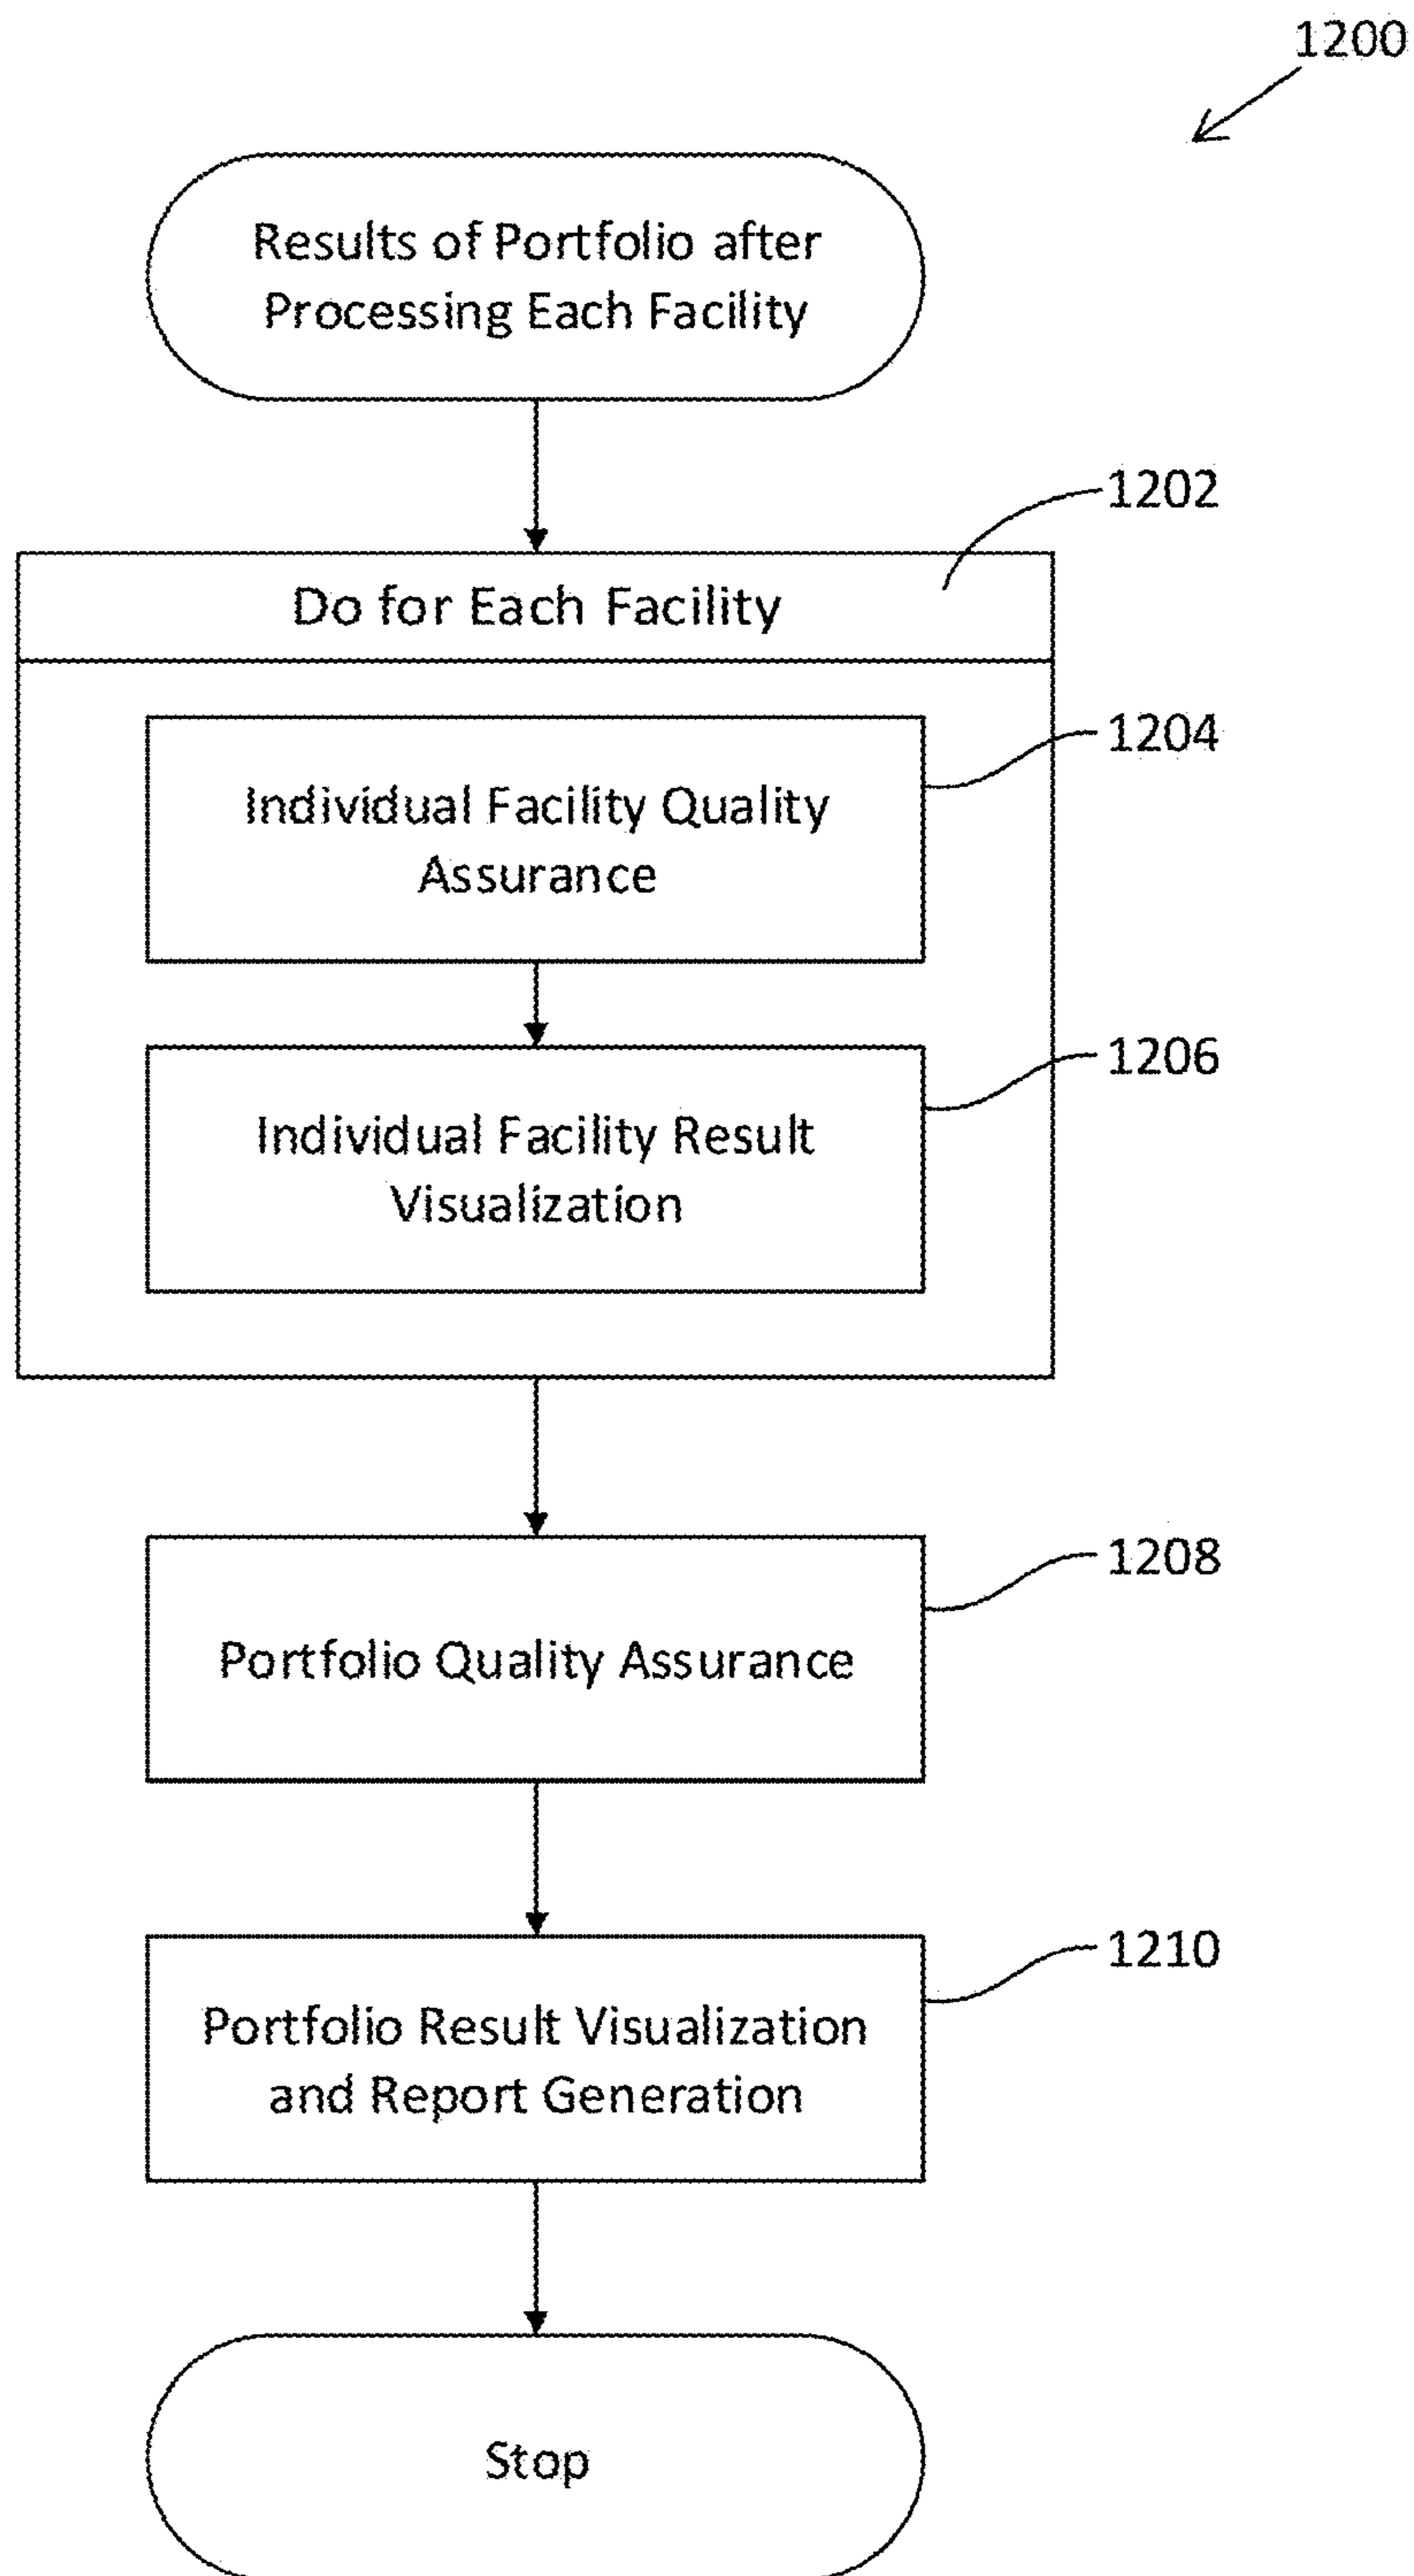 1200
Results of Portfolio after
Processing Each Facility
1202
Do for Each Facility
1204
Individual Facility Quality
Assurance
1206
Individual Facility Result
Visualization
1208
Portfolio Quality Assurance
1210
Portfolio Result Visualization
and Report Generation
Stop